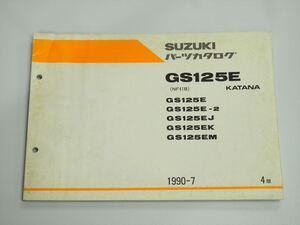 SUZUKI
パーツカタログ
GS125E
(NF41B) KATANA
GS125E
GS125E-2
GS125EJ
GS125EK
GS125EM
1990-7 4版